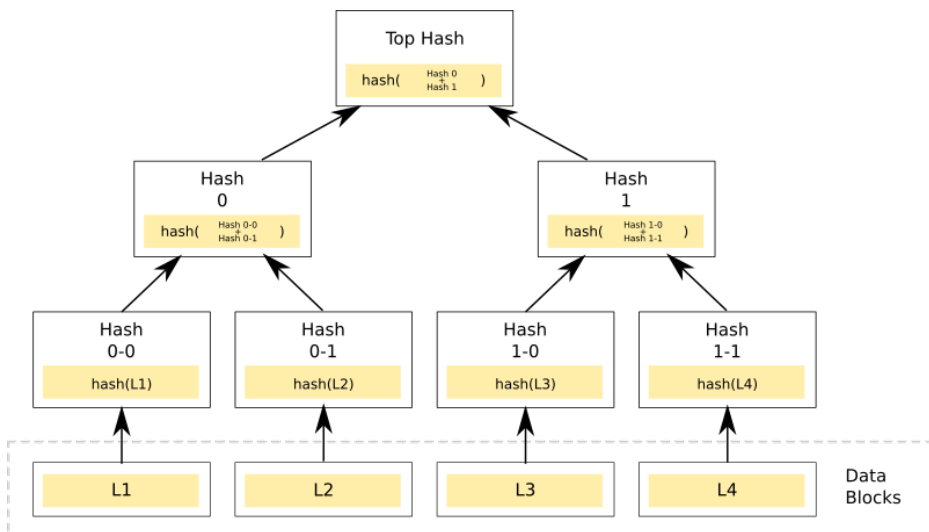 Top Hash
hash( Hash 0 + Hash 1 )
Hash
0
hash( Hash 0-0 + Hash 0-1 )
Hash
1
hash( Hash 1-0 + Hash 1-1 )
Hash
0-0
hash(L1)
Hash
0-1
hash(L2)
Hash
1-0
hash(L3)
Hash
1-1
hash(L4)
L1
L2
L3
L4
Data
Blocks